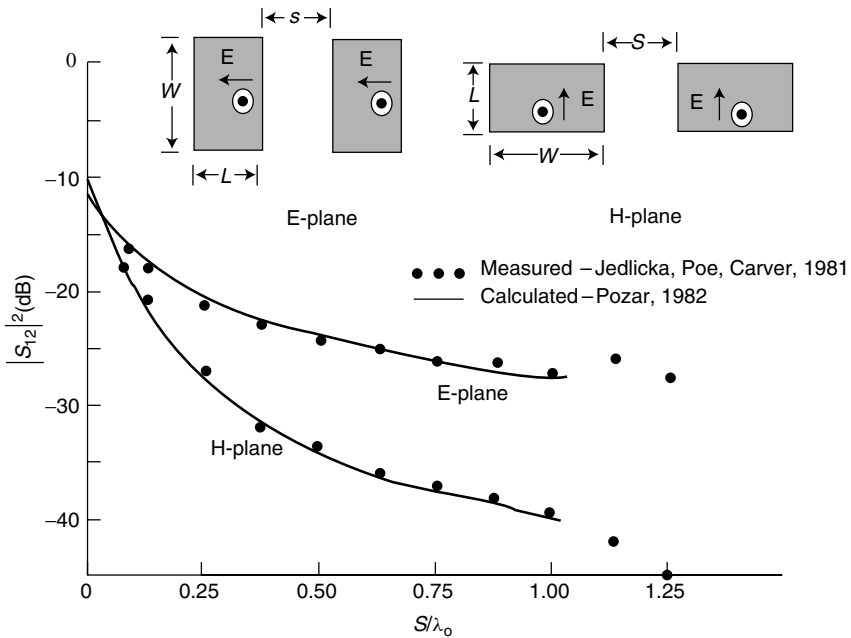 s
S
E
E
E
E
W
L
L
W
E-plane
H-plane
Measured – Jedlicka, Poe, Carver, 1981
Calculated – Pozar, 1982
E-plane
H-plane
|S₁₂|² (dB)
0
–10
–20
–30
–40
0
0.25
0.50
0.75
1.00
1.25
S/λₒ